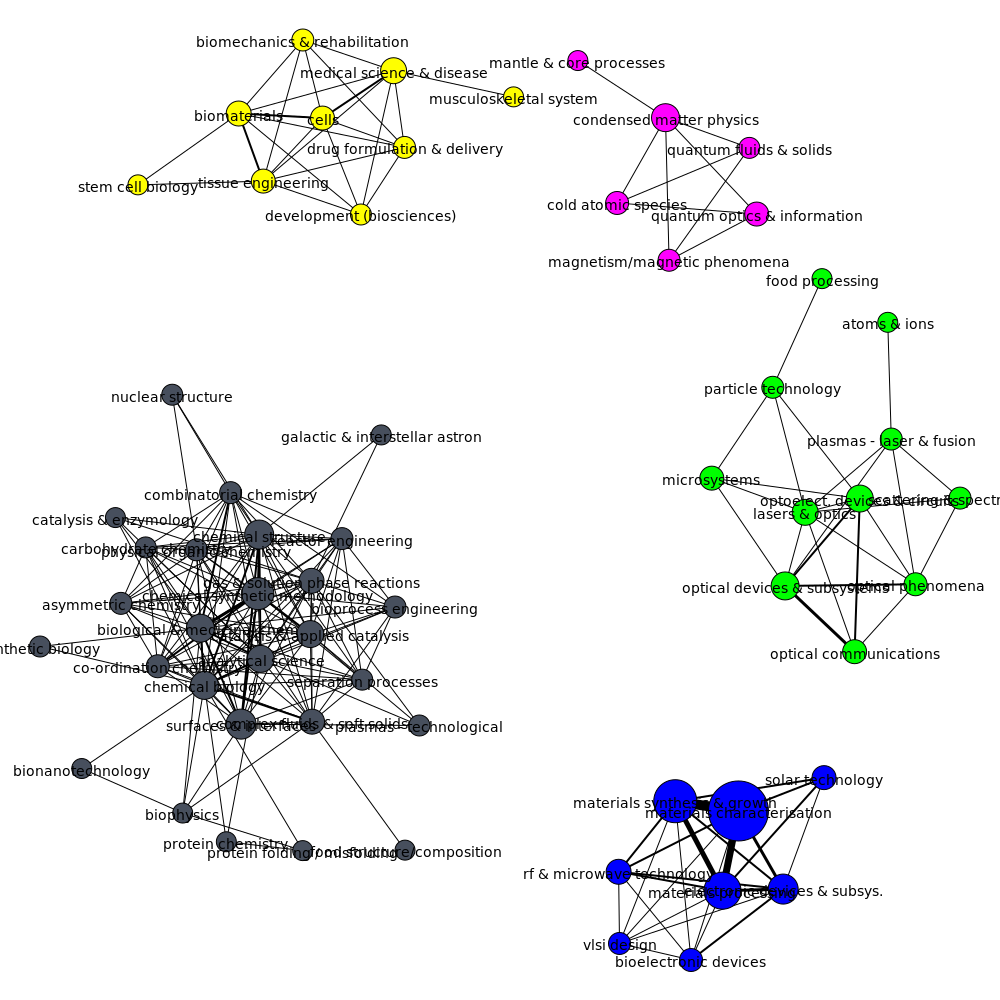 biomechanics & rehabilitation
medical science & disease
musculoskeletal system
biomaterials
cells
drug formulation & delivery
stem cell biology
tissue engineering
development (biosciences)
mantle & core processes
condensed matter physics
quantum fluids & solids
cold atomic species
quantum optics & information
magnetism/magnetic phenomena
food processing
atoms & ions
particle technology
plasmas - laser & fusion
microsystems
optoelect. devices & circuits
scattering & spectr
lasers & optics
optical devices & subsystems
optical phenomena
optical communications
nuclear structure
galactic & interstellar astron
combinatorial chemistry
catalysis & enzymology
chemical structure
reactor engineering
carbohydrate chemistry
physical organic chemistry
gas & solution phase reactions
chemical synthetic methodology
asymmetric chemistry
bioprocess engineering
biological & medicinal chem.
catalysis & applied catalysis
nthetic biology
co-ordination chemistry
analytical science
chemical biology
separation processes
surfaces & interfaces
complex fluids & soft solids
plasmas - technological
bionanotechnology
biophysics
protein chemistry
protein folding / misfolding
food structure/composition
solar technology
materials synthesis & growth
materials characterisation
rf & microwave technology
materials processing
electronic devices & subsys.
vlsi design
bioelectronic devices